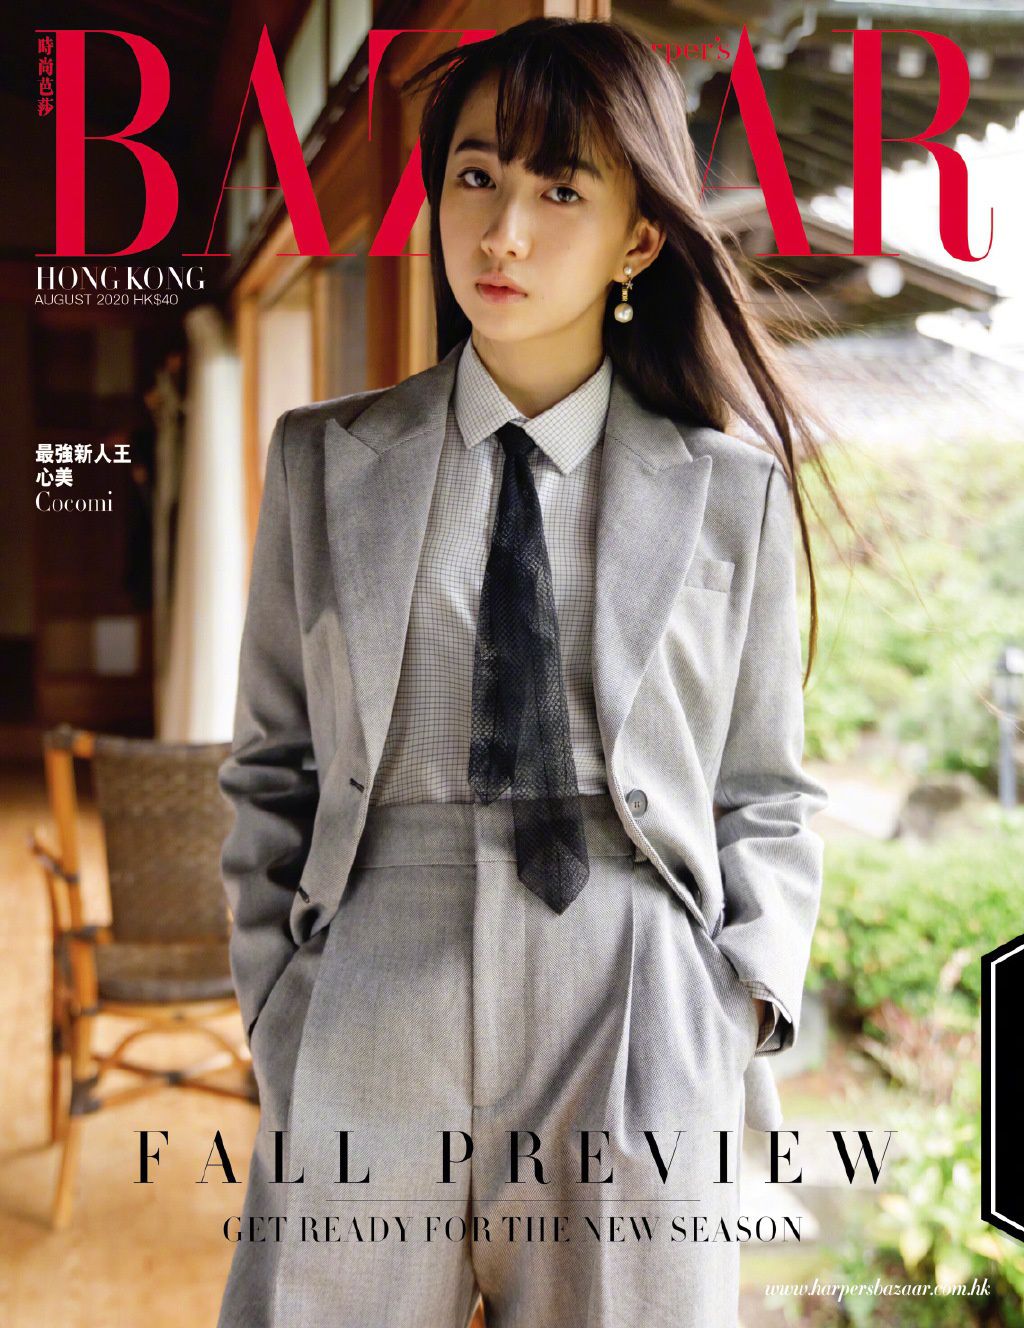 時尚芭莎
Harper's
BAZAAR
HONG KONG
AUGUST 2020 HK$40
最強新人王
心美
Cocomi
FALL PREVIEW
GET READY FOR THE NEW SEASON
www.harpersbazaar.com.hk